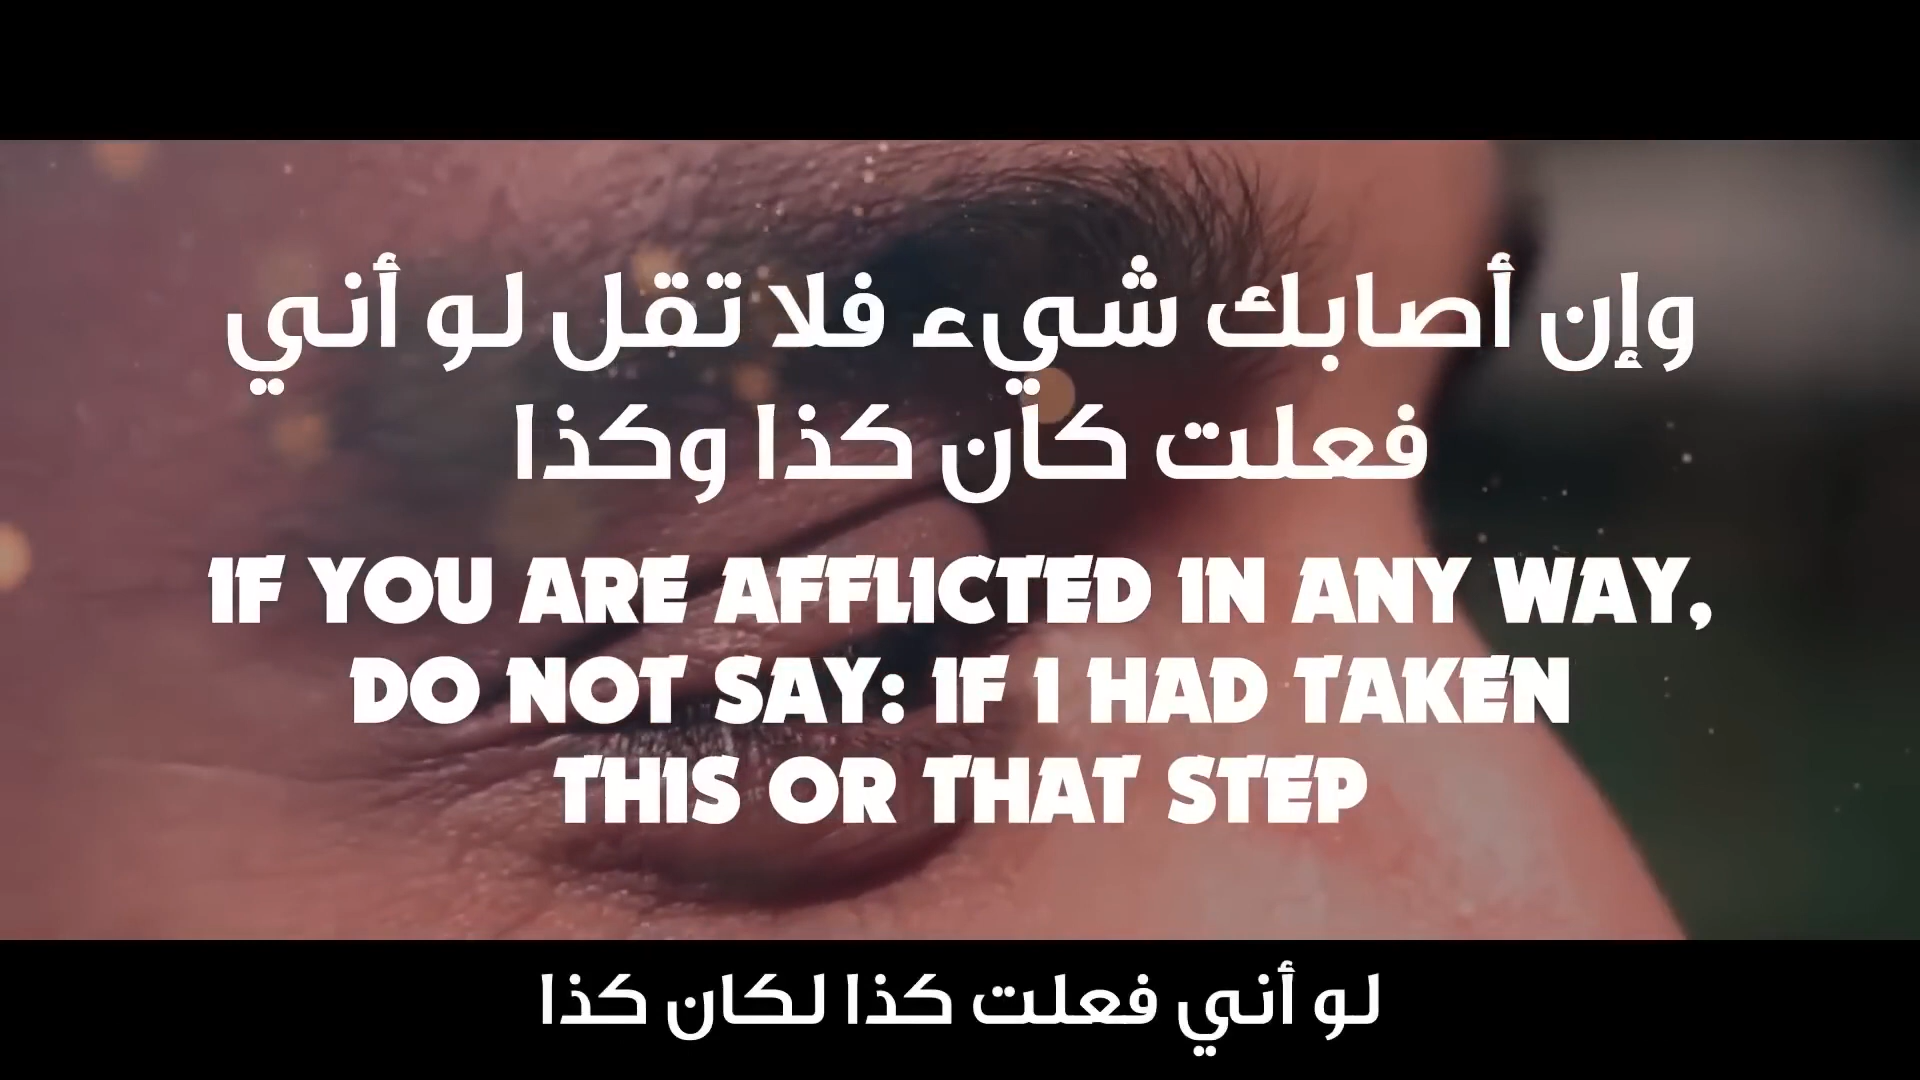 وإن أصابك شيء فلا تقل لو أني
فعلت كان كذا وكذا
IF YOU ARE AFFLICTED IN ANY WAY,
DO NOT SAY: IF I HAD TAKEN
THIS OR THAT STEP
لو أني فعلت كذا لكان كذا